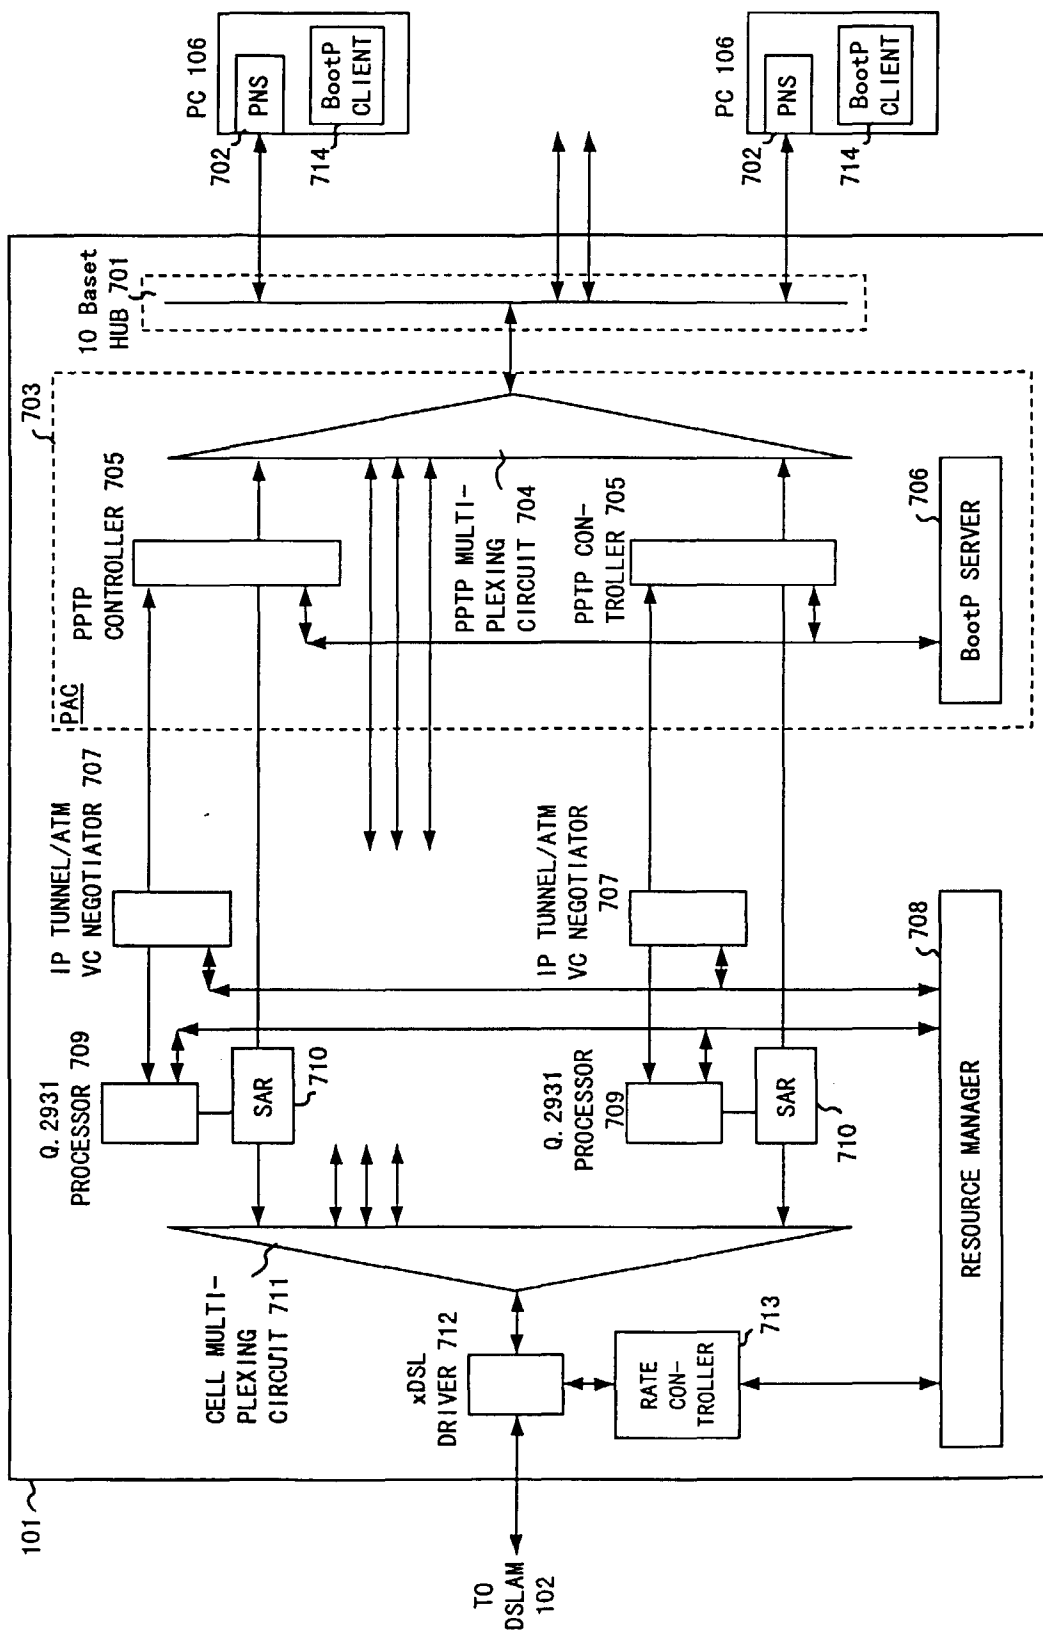 101
TO
DSLAM
102
CELL MULTI-
PLEXING
CIRCUIT 711
xDSL
DRIVER 712
RATE
CON-
TROLLER
713
Q.2931
PROCESSOR 709
SAR
710
Q.2931
PROCESSOR
709
SAR
710
IP TUNNEL/ATM
VC NEGOTIATOR 707
IP TUNNEL/ATM
VC NEGOTIATOR
707
708
RESOURCE MANAGER
703
PAC
PPTP
CONTROLLER 705
PPTP MULTI-
PLEXING
CIRCUIT 704
PPTP CON-
TROLLER 705
706
BootP SERVER
10 Baset
HUB 701
PC 106
PNS
702
BootP
CLIENT
714
PC 106
PNS
702
BootP
CLIENT
714